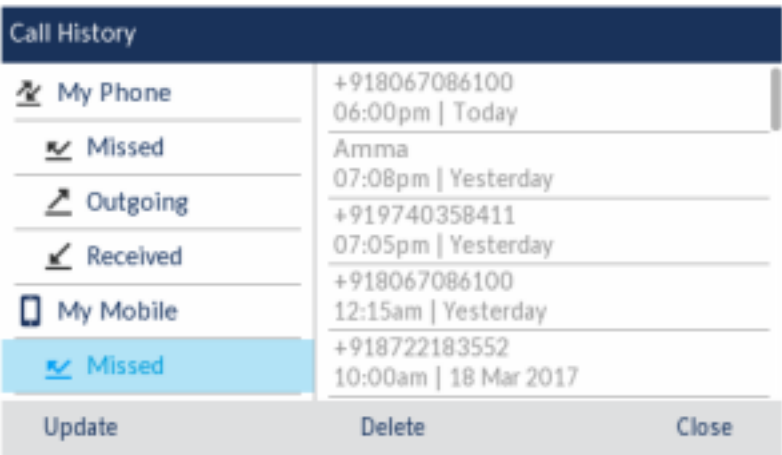 Call History
My Phone
Missed
Outgoing
Received
My Mobile
Missed
+918067086100
06:00pm | Today
Amma
07:08pm | Yesterday
+919740358411
07:05pm | Yesterday
+918067086100
12:15am | Yesterday
+918722183552
10:00am | 18 Mar 2017
Update Delete Close